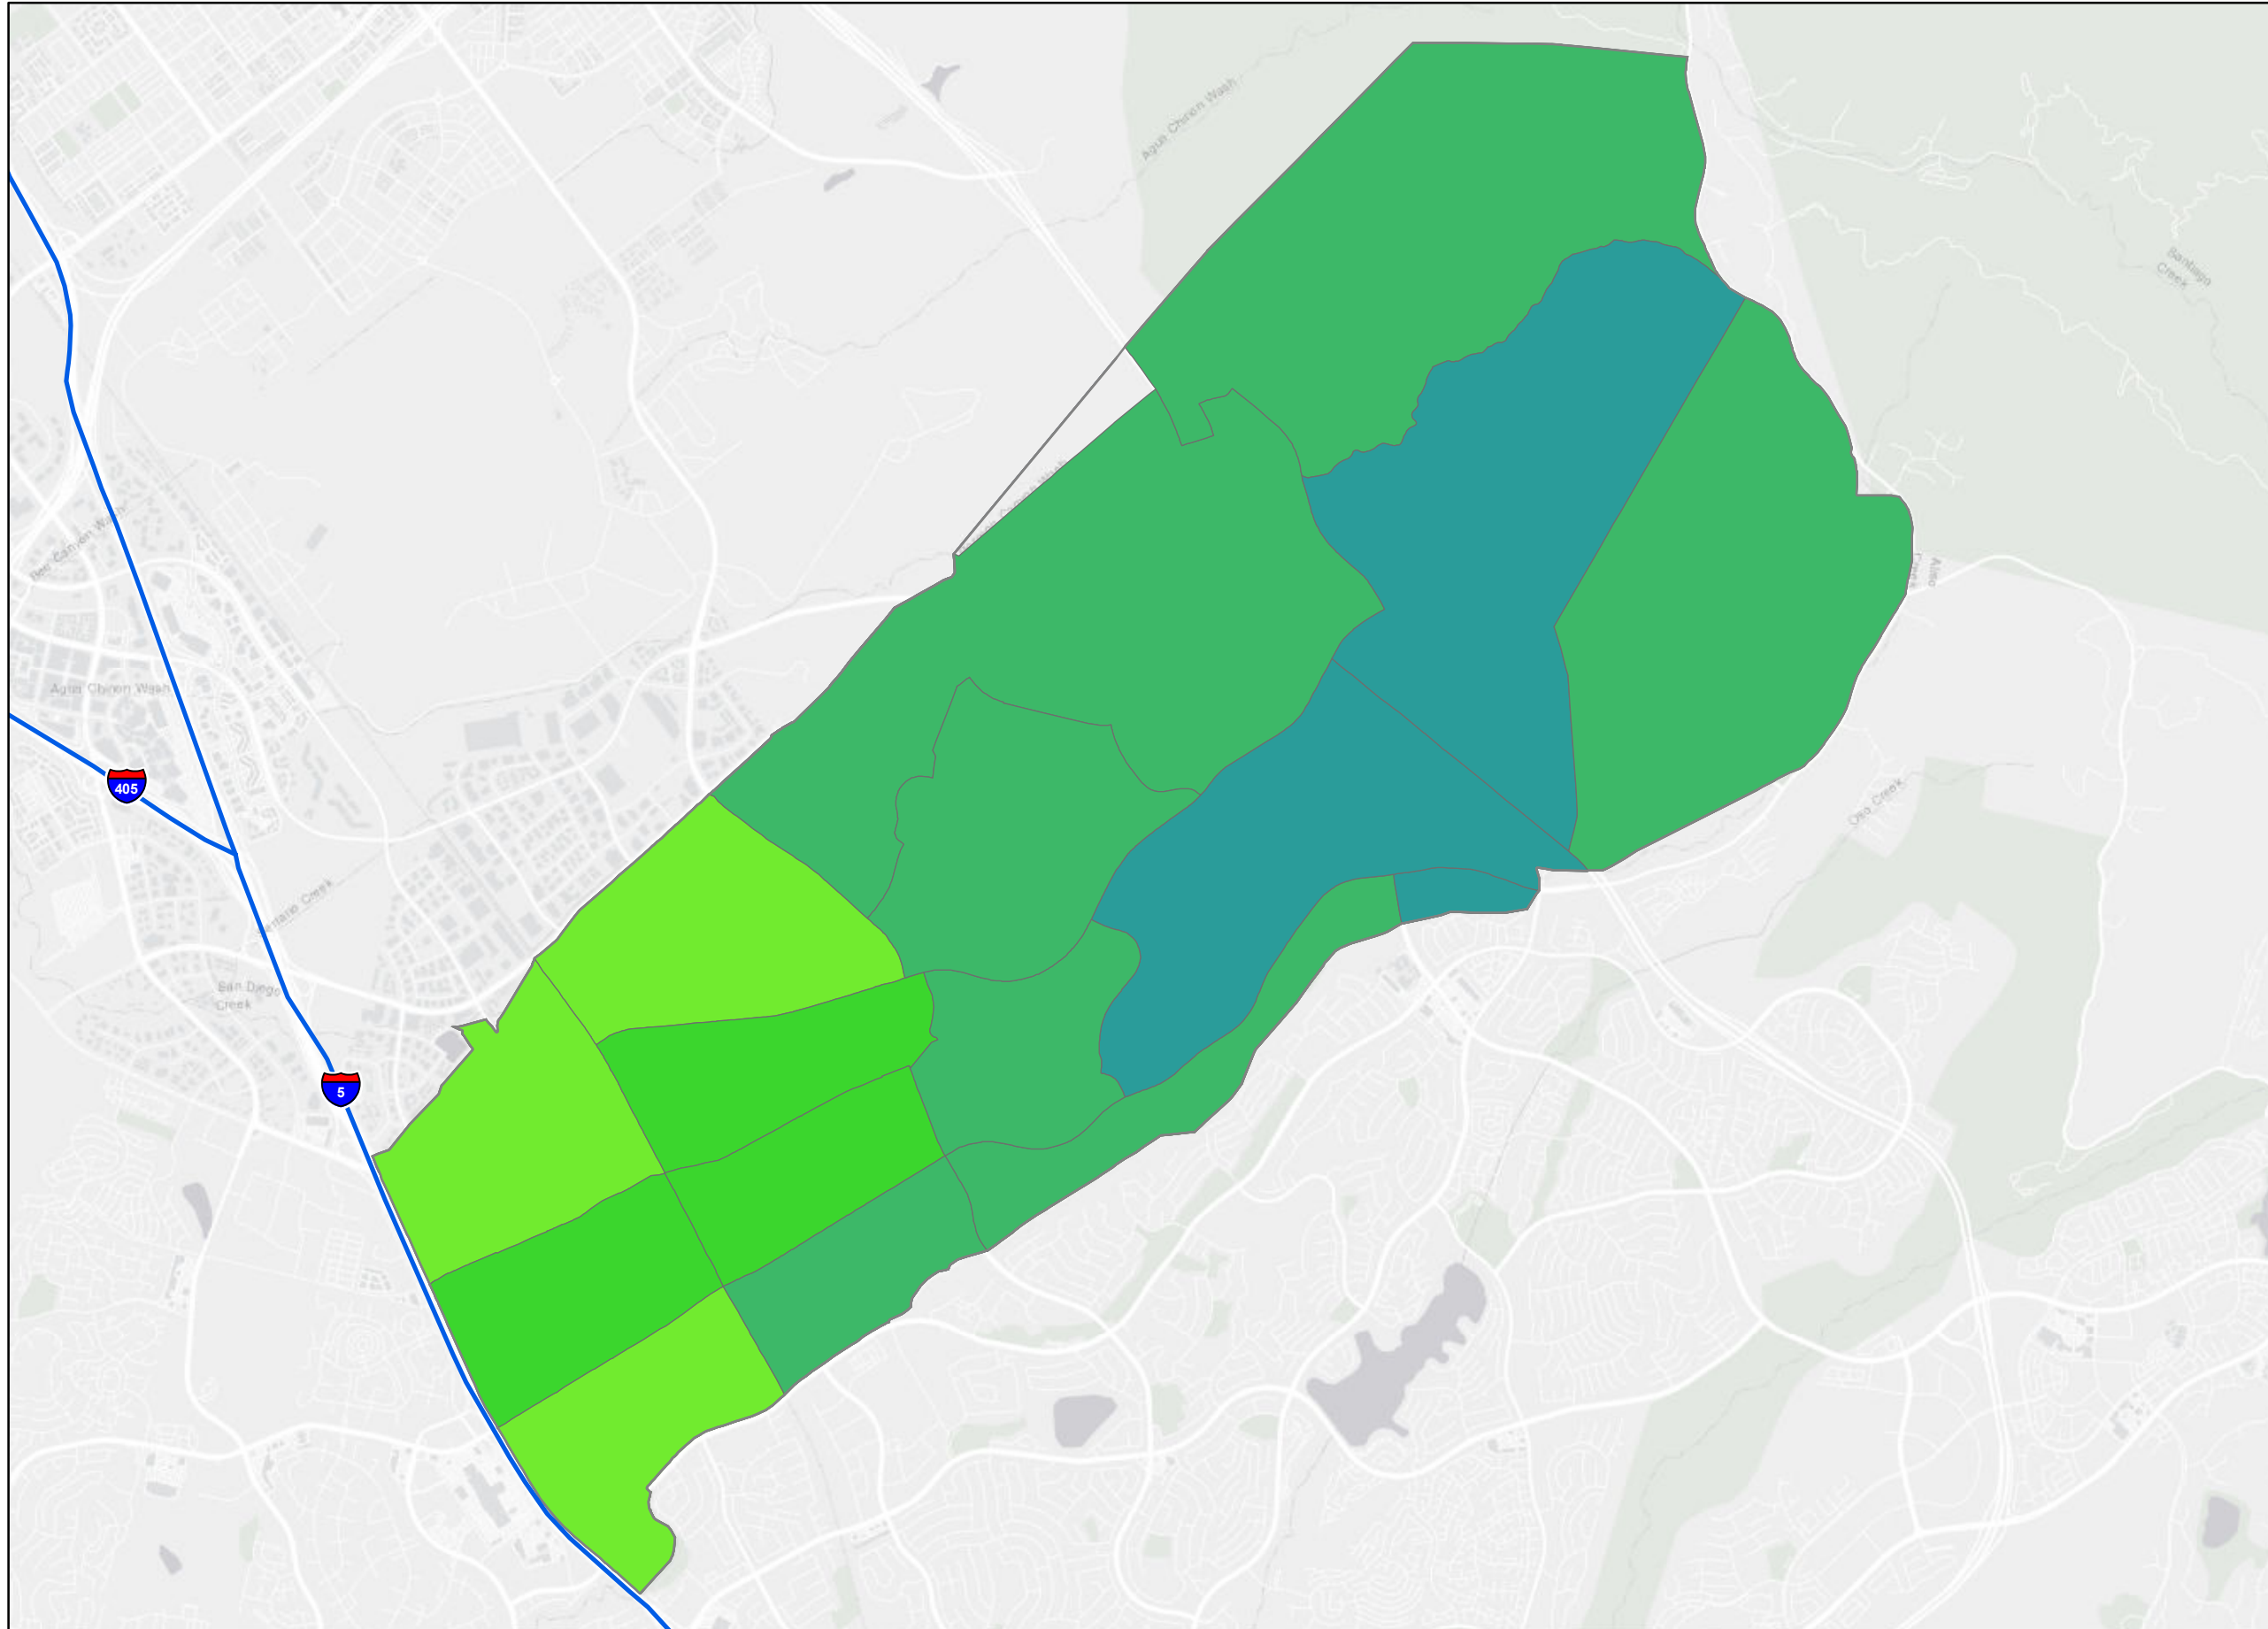 Agua Chinon Wash
Santiago
Creek
Bee Canyon Wash
Aliso
Creek
Agua Chinon Wash
405
Oso Creek
San Diego
Creek
5